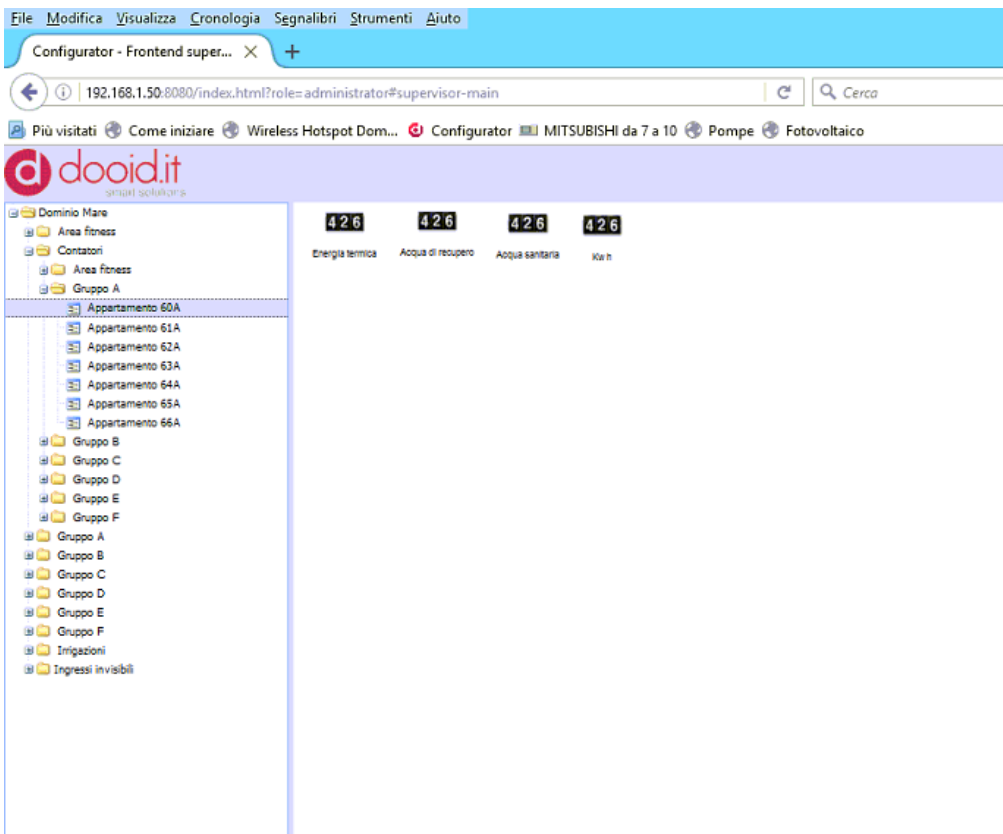 File Modifica Visualizza Cronologia Segnalibri Strumenti Aiuto
Configurator - Frontend super...
192.168.1.50:8080/index.html?role=administrator#supervisor-main
Cerca
Più visitati Come iniziare Wireless Hotspot Dom... Configurator MITSUBISHI da 7 a 10 Pompe Fotovoltaico
dooid.it
smart solutions
Dominio Mare
Area fitness
Contatori
Area fitness
Gruppo A
Appartamento 60A
Appartamento 61A
Appartamento 62A
Appartamento 63A
Appartamento 64A
Appartamento 65A
Appartamento 66A
Gruppo B
Gruppo C
Gruppo D
Gruppo E
Gruppo F
Gruppo A
Gruppo B
Gruppo C
Gruppo D
Gruppo E
Gruppo F
Irrigazioni
Ingressi invisibili
426 426 426 426
Energia termica Acqua di recupero Acqua sanitaria Kw h